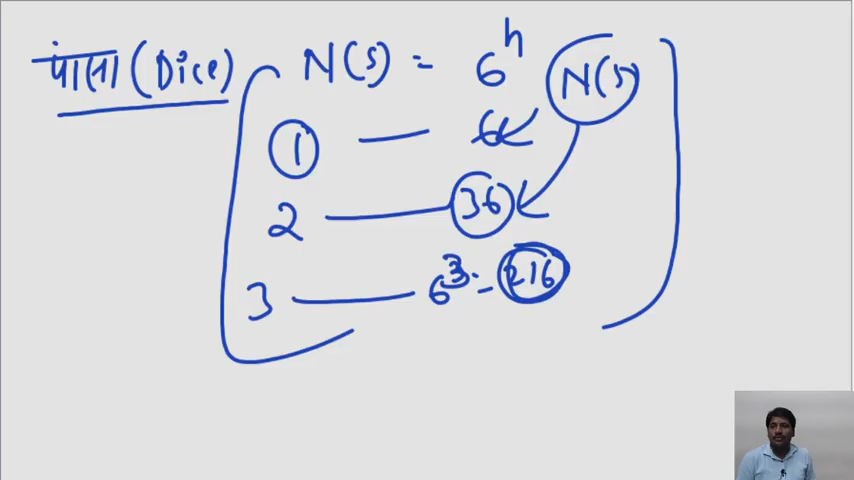 पांसा (Dice) N(S) = 6ⁿ N(S)
1 — 6
2 — 36
3 — 6³ = 216